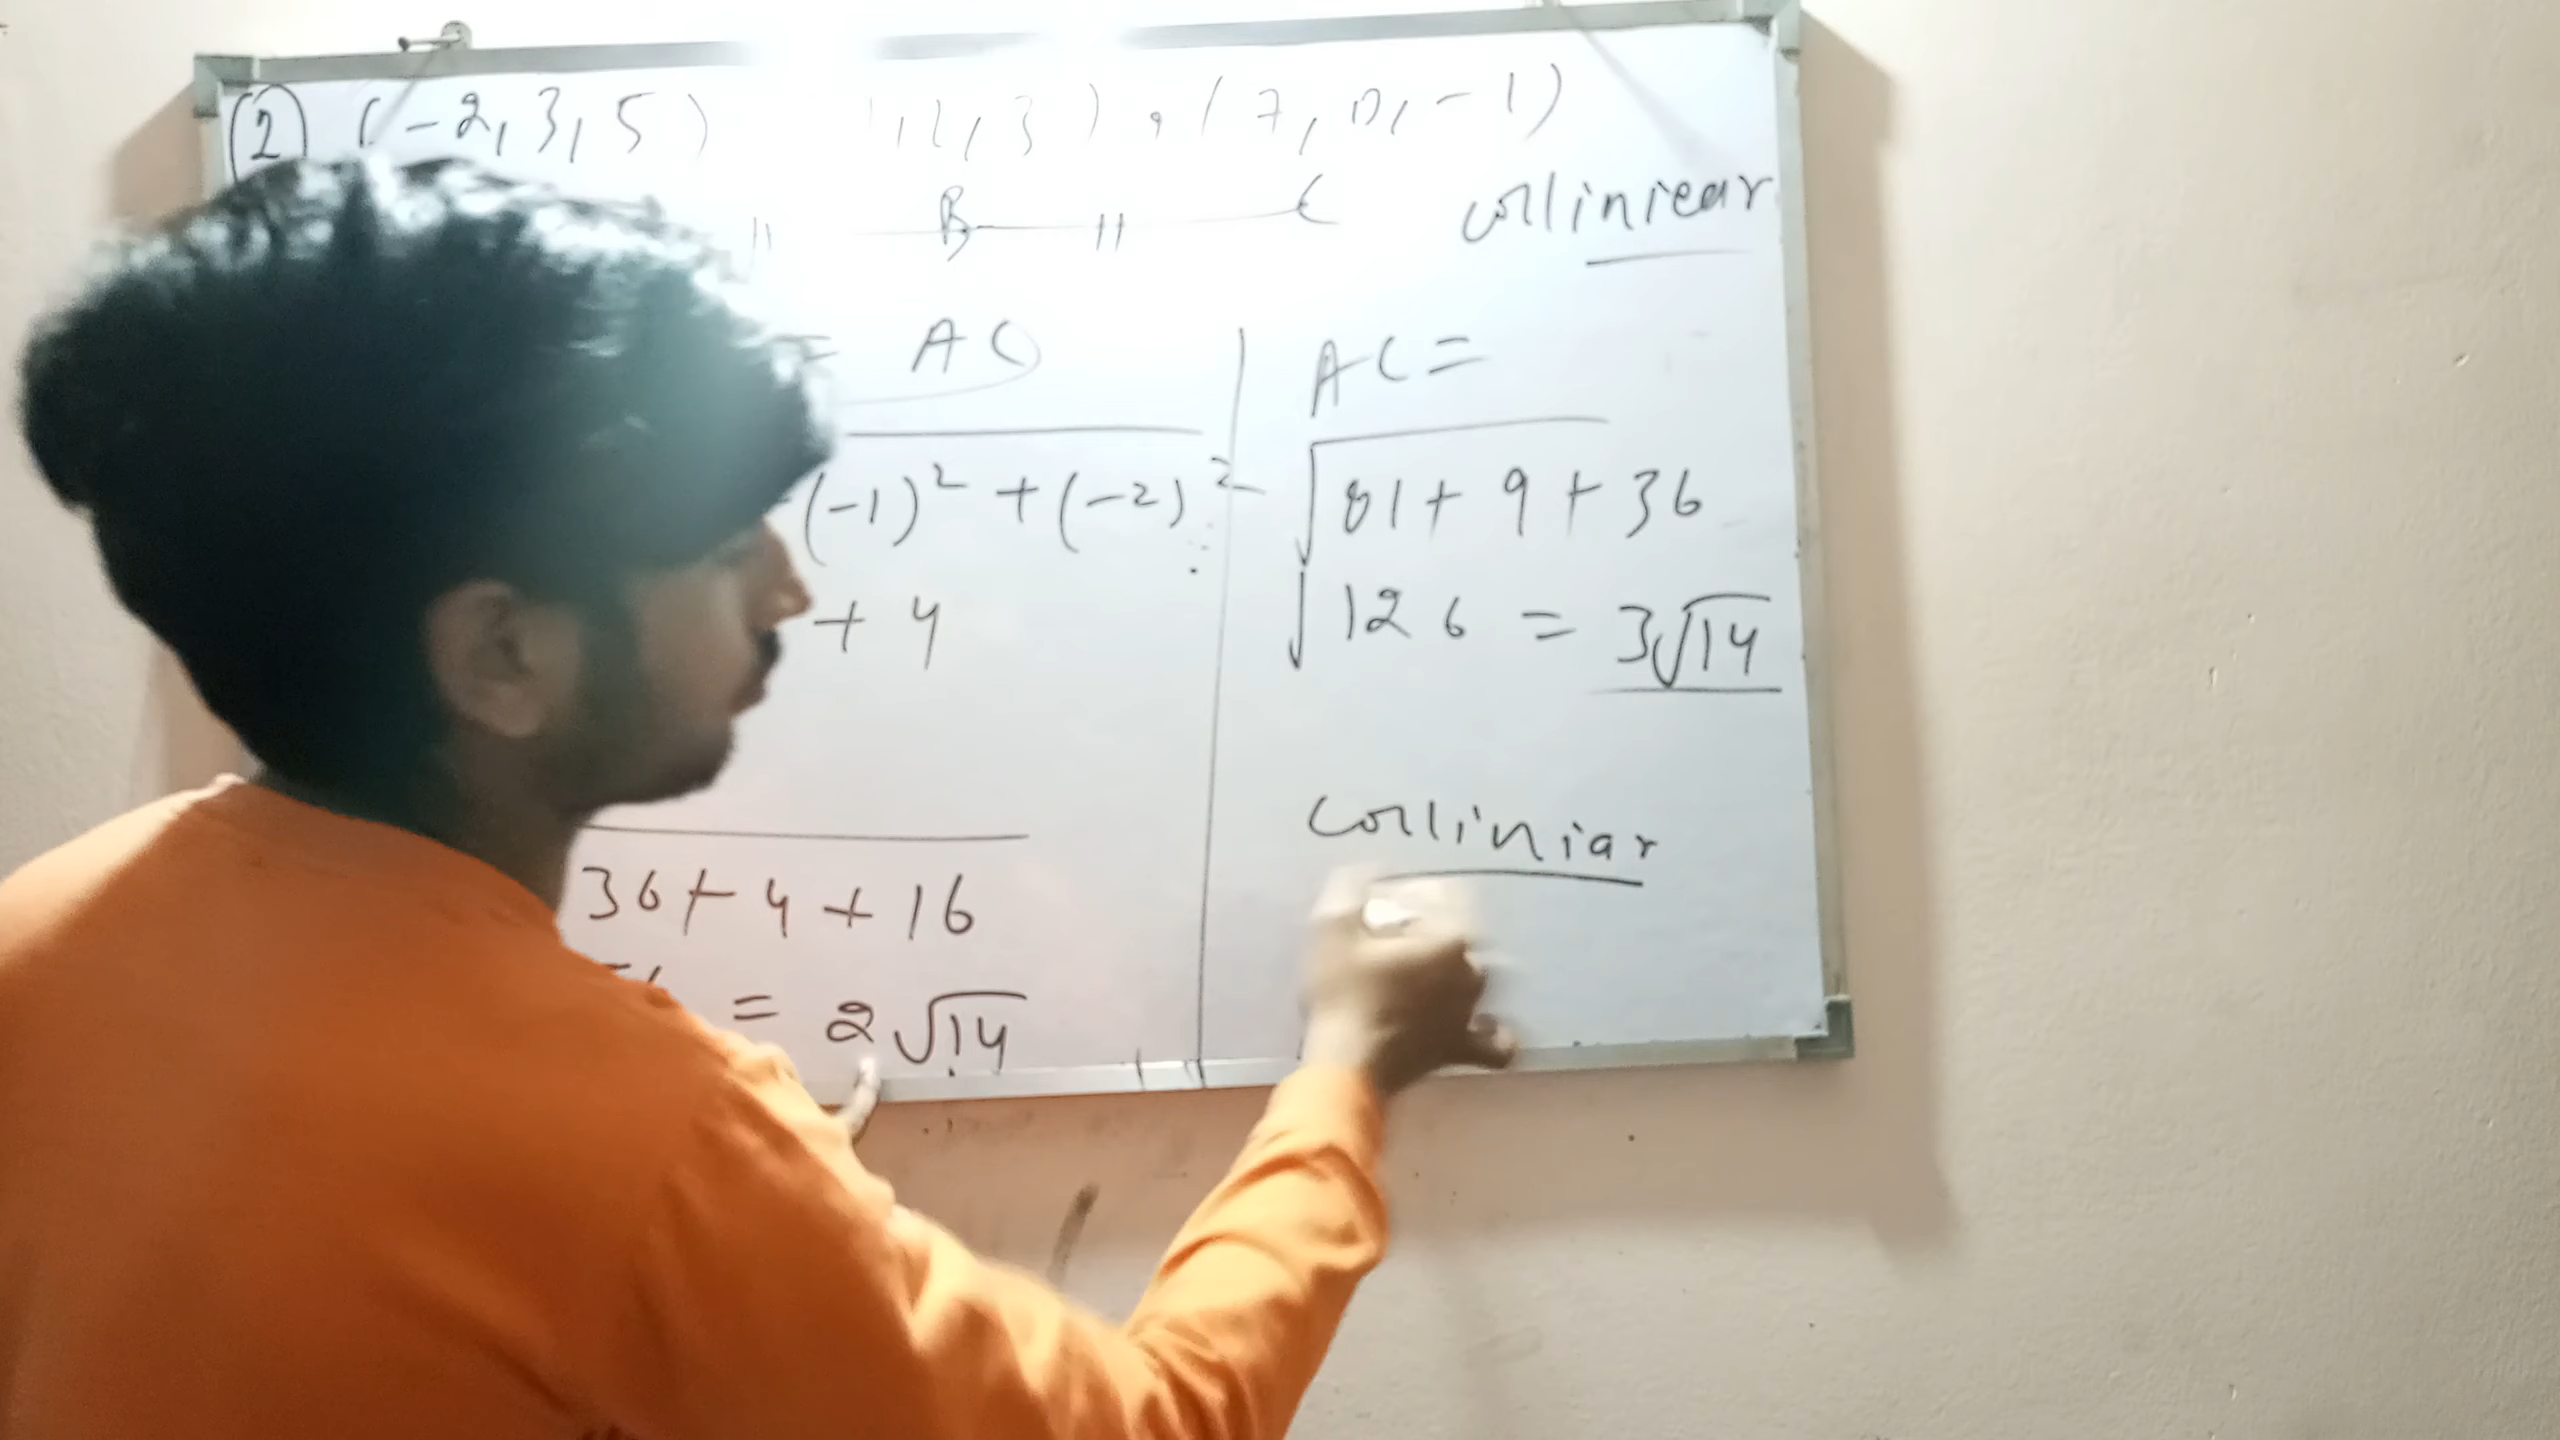 (2) (-2, 3, 5) , 2, 3) , (7, 0, -1)
" B " C
colliniear
= AC
AC =
(-1)² + (-2)²
√81 + 9 + 36
+ 4
√126 = 3√14
colliniar
36 + 4 + 16
= 2√14